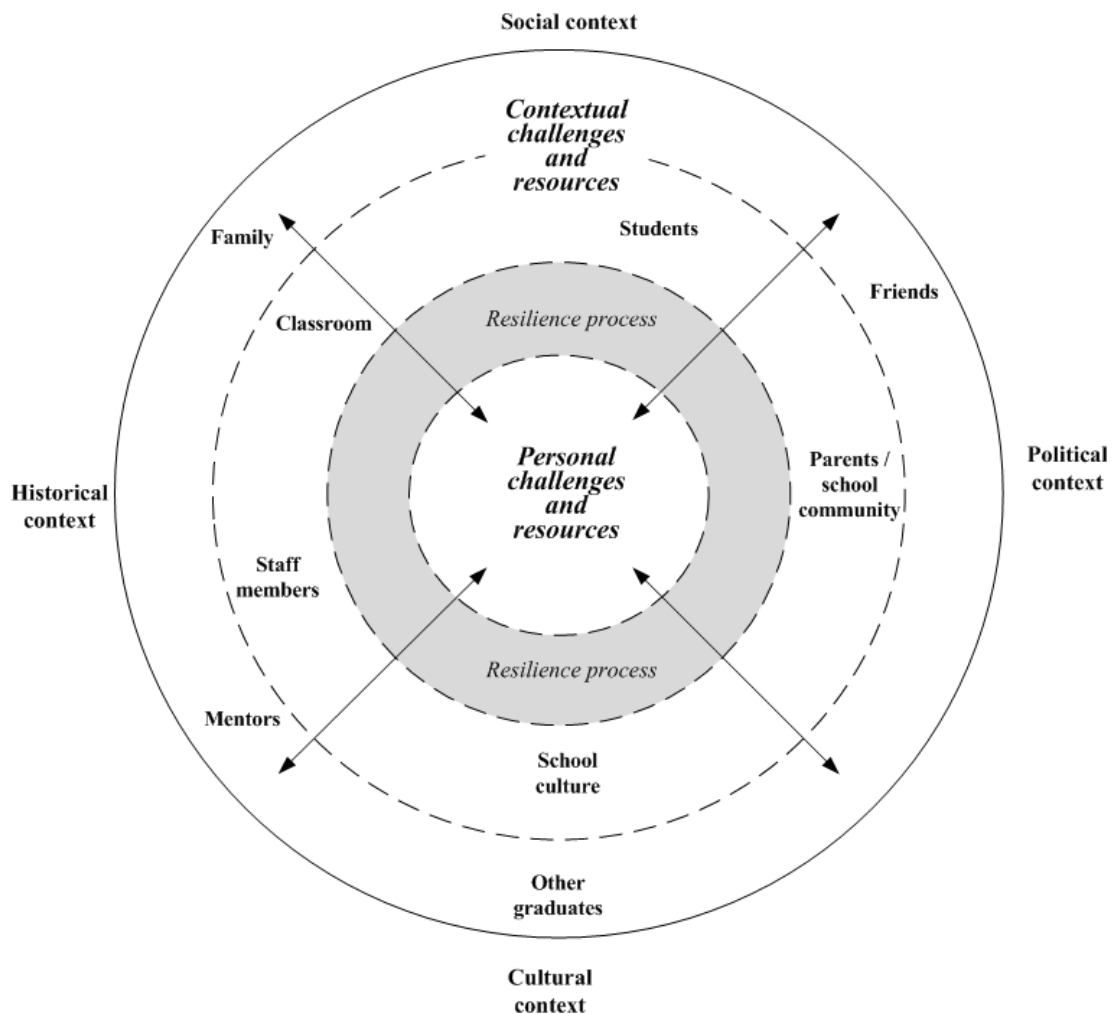 Social context
Contextual
challenges
and
resources
Students
Family
Friends
Classroom
Resilience process
Personal
challenges
and
resources
Parents /
school
community
Political
context
Historical
context
Staff
members
Resilience process
Mentors
School
culture
Other
graduates
Cultural
context